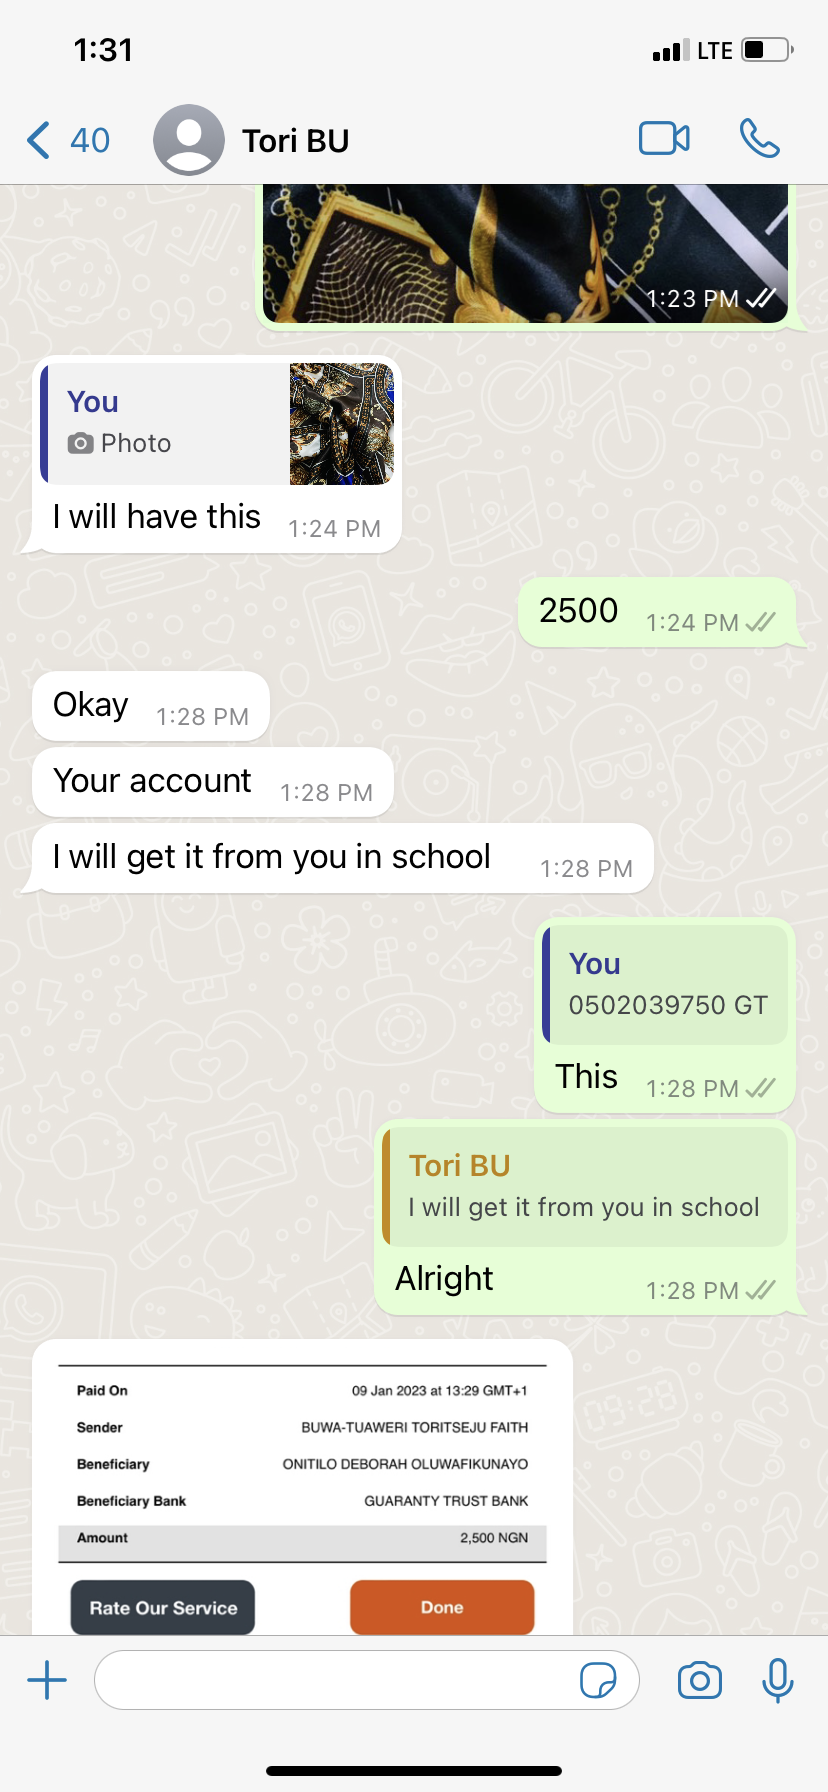 1:31
LTE
40
Tori BU
1:23 PM
You
Photo
I will have this
1:24 PM
2500
1:24 PM
Okay
1:28 PM
Your account
1:28 PM
I will get it from you in school
1:28 PM
You
0502039750 GT
This
1:28 PM
Tori BU
I will get it from you in school
Alright
1:28 PM
Paid On 09 Jan 2023 at 13:29 GMT+1
Sender BUWA-TUAWERI TORITSEJU FAITH
Beneficiary ONITILO DEBORAH OLUWAFIKUNAYO
Beneficiary Bank GUARANTY TRUST BANK
Amount 2,500 NGN
Rate Our Service Done